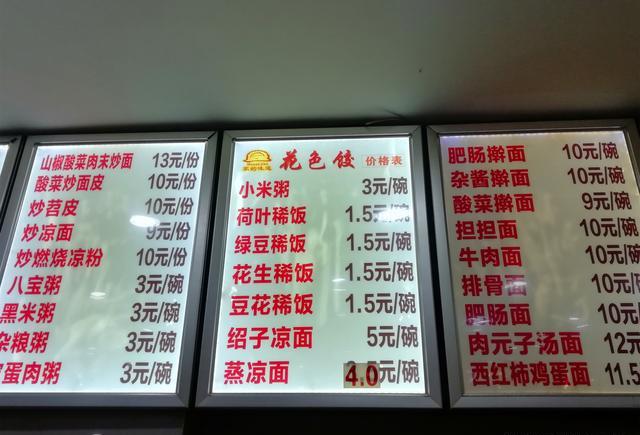 山椒酸菜肉末炒面 13元/份
酸菜炒面皮 10元/份
炒苕皮 10元/份
炒凉面 9元/份
炒燃烧凉粉 10元/份
八宝粥 3元/碗
黑米粥 3元/碗
杂粮粥 3元/碗
蛋肉粥 3元/碗
花色饺 价格表
小米粥 3元/碗
荷叶稀饭 1.5元/碗
绿豆稀饭 1.5元/碗
花生稀饭 1.5元/碗
豆花稀饭 1.5元/碗
绍子凉面 5元/碗
蒸凉面 4.0元/碗
肥肠擀面 10元/碗
杂酱擀面 10元/碗
酸菜擀面 9元/碗
担担面 10元/碗
牛肉面 10元/碗
排骨面 10元/碗
肥肠面 10元/
肉元子汤面 12元
西红柿鸡蛋面 11.5